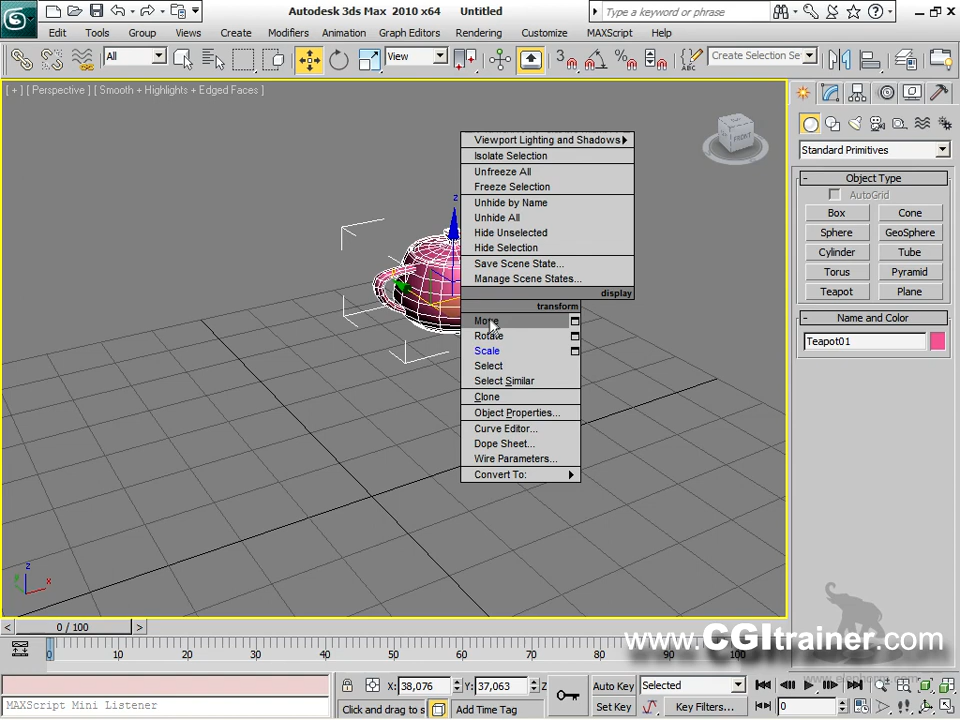 Autodesk 3ds Max 2010 x64 Untitled
Type a keyword or phrase
Edit Tools Group Views Create Modifiers Animation Graph Editors Rendering Customize MAXScript Help
All
View
3
Create Selection Se
[ + ] [ Perspective ] [ Smooth + Highlights + Edged Faces ]
FRONT
Viewport Lighting and Shadows
Isolate Selection
Unfreeze All
Freeze Selection
Unhide by Name
Unhide All
Hide Unselected
Hide Selection
Save Scene State...
Manage Scene States...
display
transform
Move
Rotate
Scale
Select
Select Similar
Clone
Object Properties...
Curve Editor...
Dope Sheet...
Wire Parameters...
Convert To:
z
z
x
Standard Primitives
- Object Type
AutoGrid
Box Cone
Sphere GeoSphere
Cylinder Tube
Torus Pyramid
Teapot Plane
- Name and Color
Teapot01
< 0 / 100 >
0 10 20 30 40 50 60 70 80 90 100
www.CGItrainer.com
X: 38,076 Y: 37,063 Z
Auto Key Selected
MAXScript Mini Listener
Click and drag to s Add Time Tag
Set Key Key Filters... 0